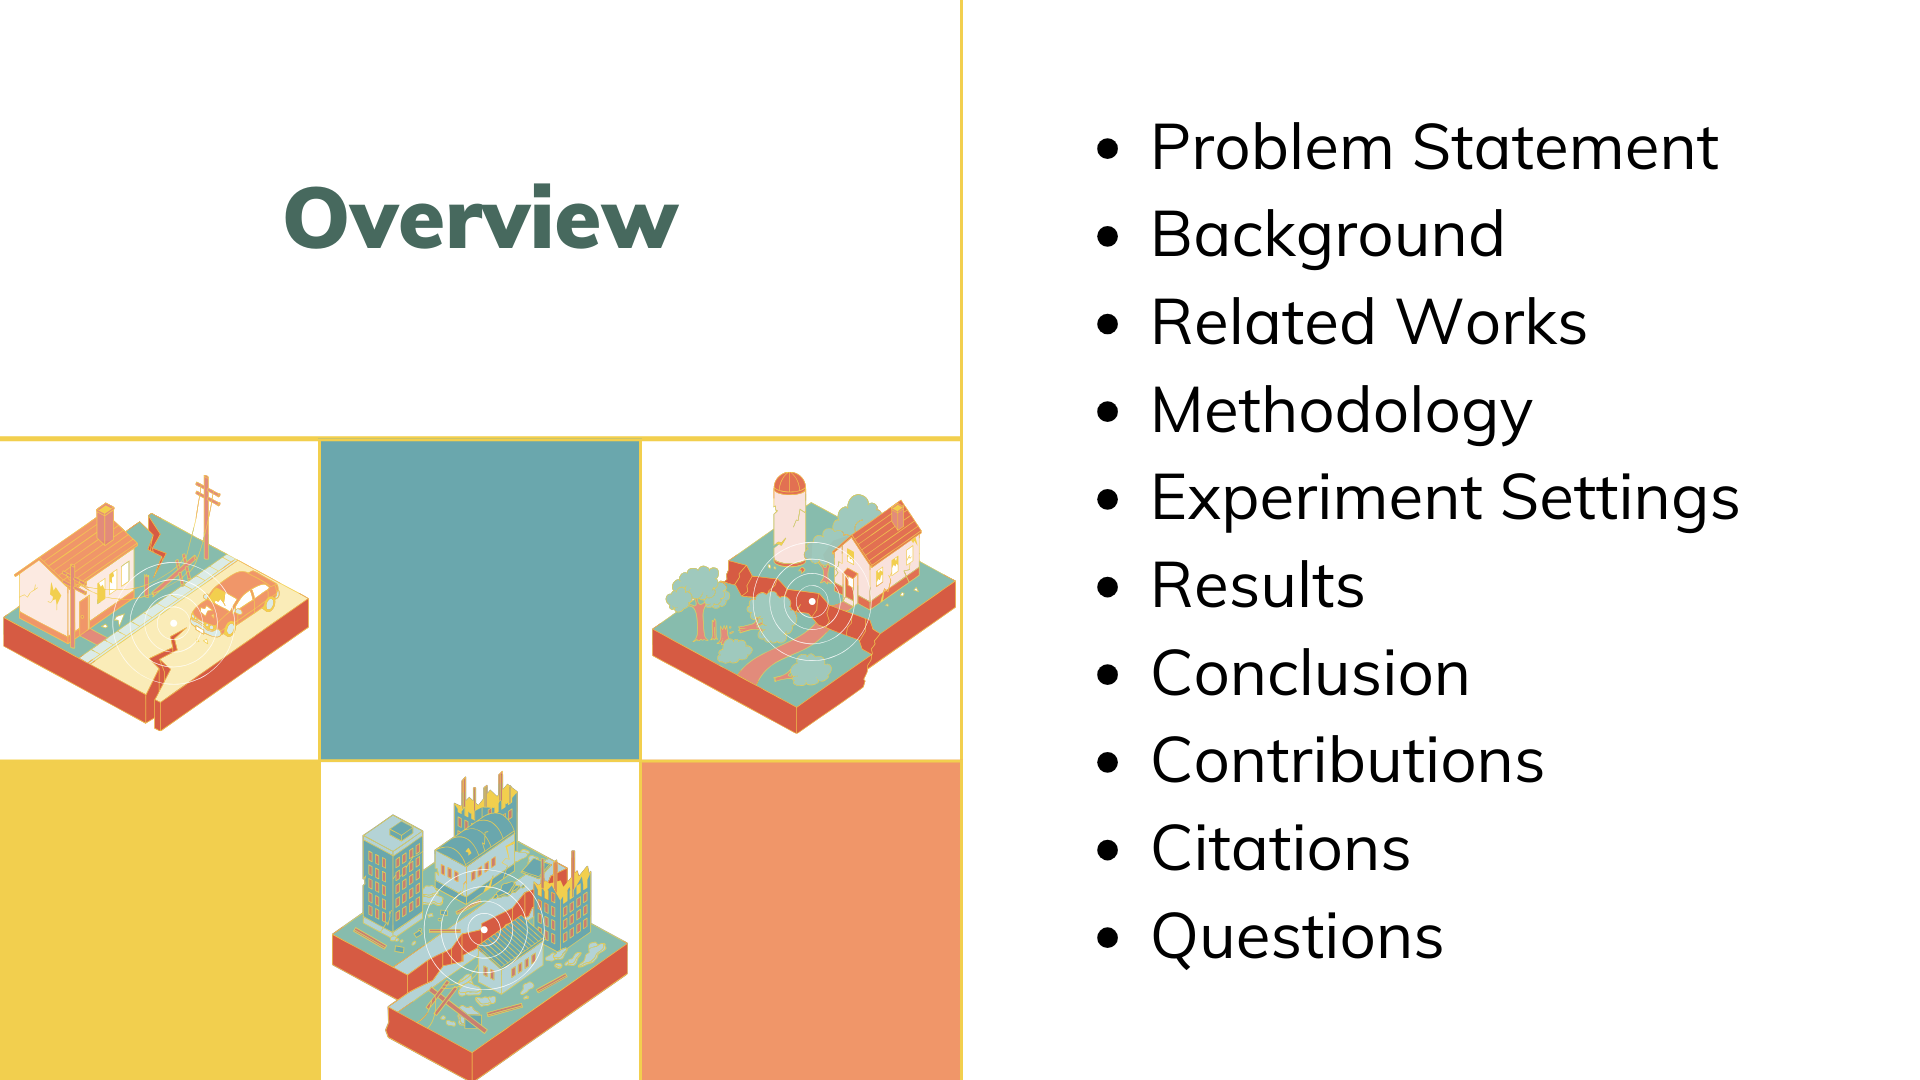 Overview
• Problem Statement
• Background
• Related Works
• Methodology
• Experiment Settings
• Results
• Conclusion
• Contributions
• Citations
• Questions